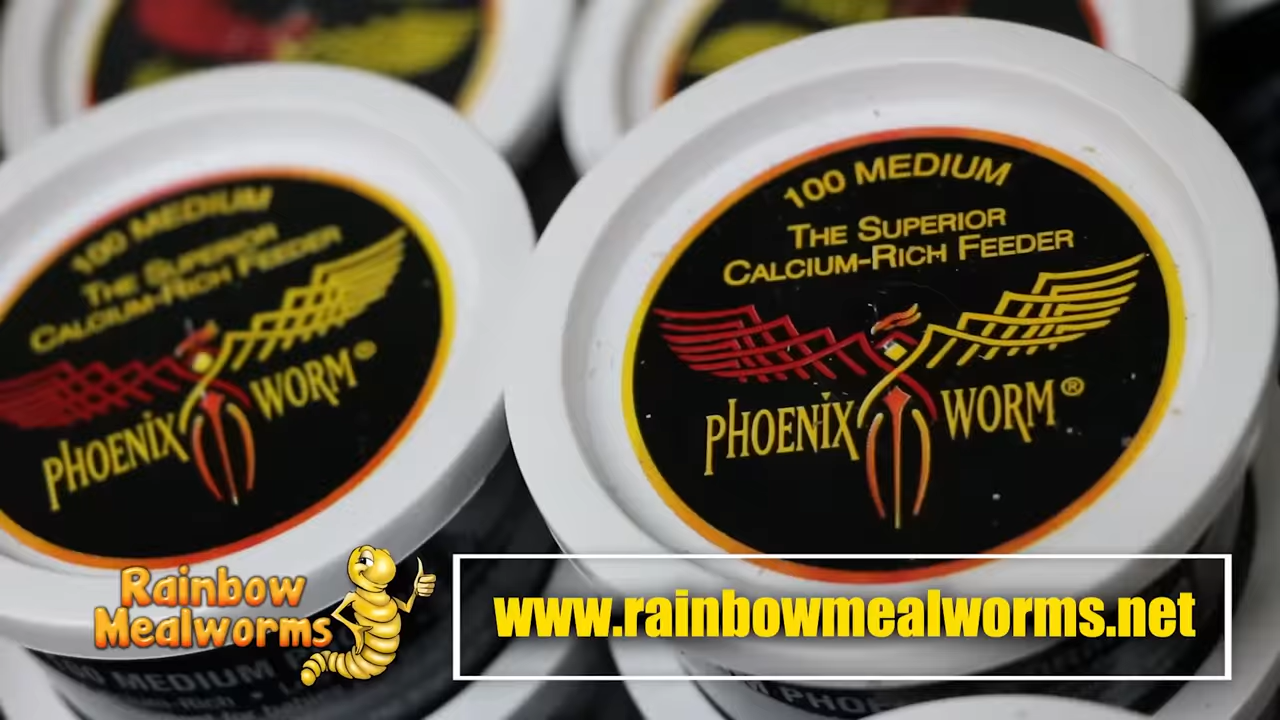 100 MEDIUM
THE SUPERIOR
CALCIUM-RICH FEEDER
PHOENIX WORM®
100 MEDIUM
THE SUPERIOR
CALCIUM-RICH FEEDER
PHOENIX WORM®
Rainbow
Mealworms
www.rainbowmealworms.net
100 MEDIUM